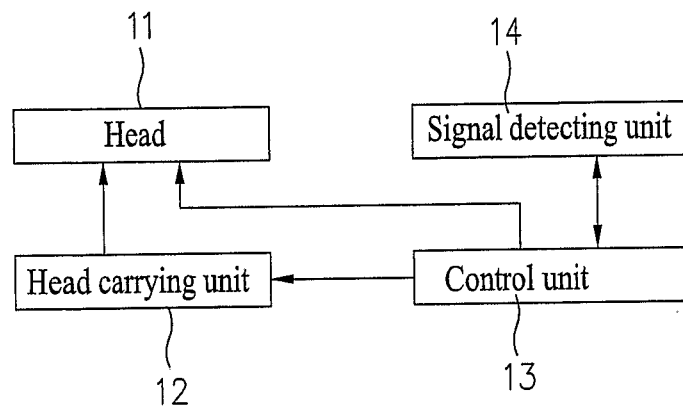 11
14
Head
Signal detecting unit
Head carrying unit
Control unit
12
13